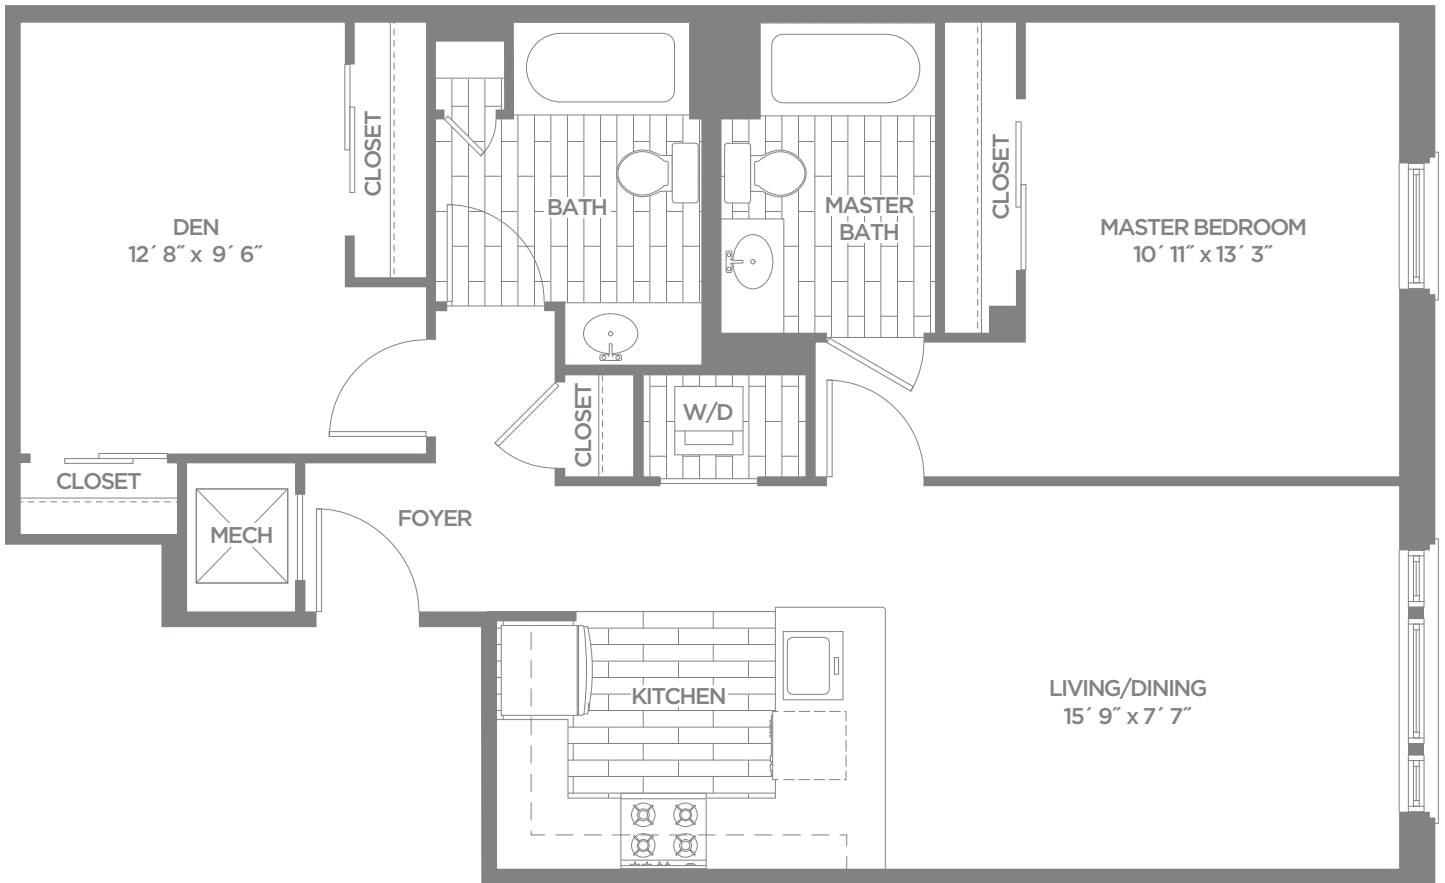 CLOSET
DEN
12´ 8˝ x 9´ 6˝
BATH
MASTER
BATH
CLOSET
MASTER BEDROOM
10´ 11˝ x 13´ 3˝
CLOSET
W/D
CLOSET
MECH
FOYER
KITCHEN
LIVING/DINING
15´ 9˝ x 7´ 7˝